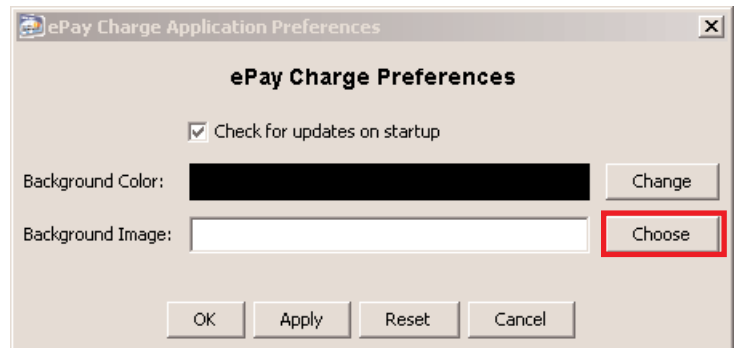 ePay Charge Application Preferences
ePay Charge Preferences
Check for updates on startup
Background Color: Change
Background Image: Choose
OK Apply Reset Cancel